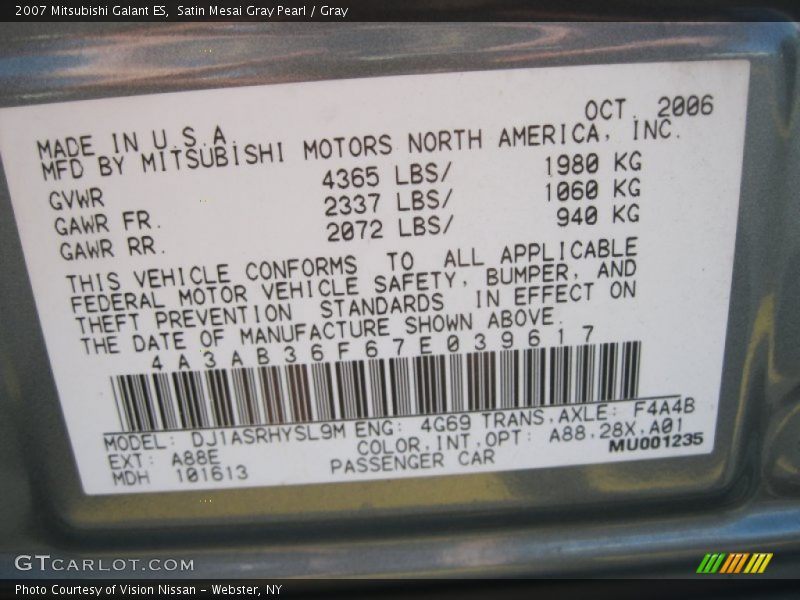 2007 Mitsubishi Galant ES, Satin Mesai Gray Pearl / Gray
OCT. 2006
MADE IN U.S.A.
MFD BY MITSUBISHI MOTORS NORTH AMERICA, INC.
GVWR 4365 LBS/ 1980 KG
GAWR FR. 2337 LBS/ 1060 KG
GAWR RR. 2072 LBS/ 940 KG
THIS VEHICLE CONFORMS TO ALL APPLICABLE
FEDERAL MOTOR VEHICLE SAFETY, BUMPER, AND
THEFT PREVENTION STANDARDS IN EFFECT ON
THE DATE OF MANUFACTURE SHOWN ABOVE.
4A3AB36F67E039617
MODEL: DJ1ASRHYSL9M ENG: 4G69 TRANS,AXLE: F4A4B
EXT: A88E COLOR,INT,OPT: A88,28X,A01
MDH 101613 PASSENGER CAR MU001235
GTCARLOT.COM
Photo Courtesy of Vision Nissan - Webster, NY